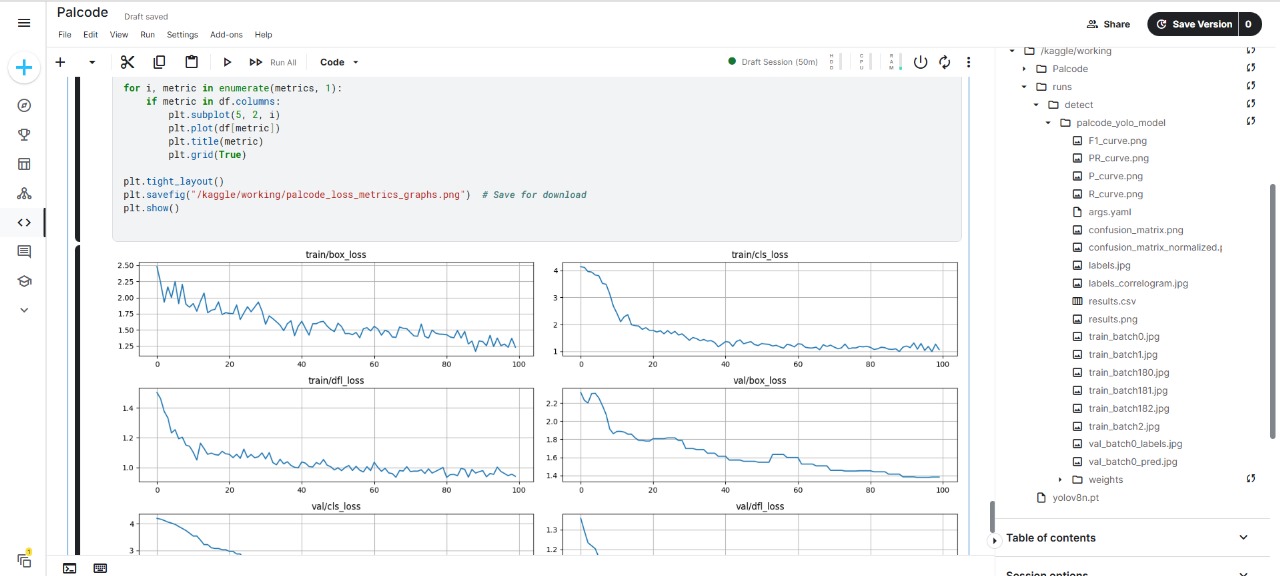 Palcode
Draft saved
File Edit View Run Settings Add-ons Help
Share
Save Version 0
Run All
Code
Draft Session (50m)
HDD
CPU
RAM
for i, metric in enumerate(metrics, 1):
if metric in df.columns:
plt.subplot(5, 2, i)
plt.plot(df[metric])
plt.title(metric)
plt.grid(True)
plt.tight_layout()
plt.savefig("/kaggle/working/palcode_loss_metrics_graphs.png") # Save for download
plt.show()
train/box_loss
2.50
2.25
2.00
1.75
1.50
1.25
0 20 40 60 80 100
train/cls_loss
4
3
2
1
0 20 40 60 80 100
train/dfl_loss
1.4
1.2
1.0
0 20 40 60 80 100
val/box_loss
2.2
2.0
1.8
1.6
1.4
0 20 40 60 80 100
val/cls_loss
4
3
val/dfl_loss
1.3
1.2
/kaggle/working
Palcode
runs
detect
palcode_yolo_model
F1_curve.png
PR_curve.png
P_curve.png
R_curve.png
args.yaml
confusion_matrix.png
confusion_matrix_normalized.p
labels.jpg
labels_correlogram.jpg
results.csv
results.png
train_batch0.jpg
train_batch1.jpg
train_batch180.jpg
train_batch181.jpg
train_batch182.jpg
train_batch2.jpg
val_batch0_labels.jpg
val_batch0_pred.jpg
weights
yolov8n.pt
Table of contents
Session options
1